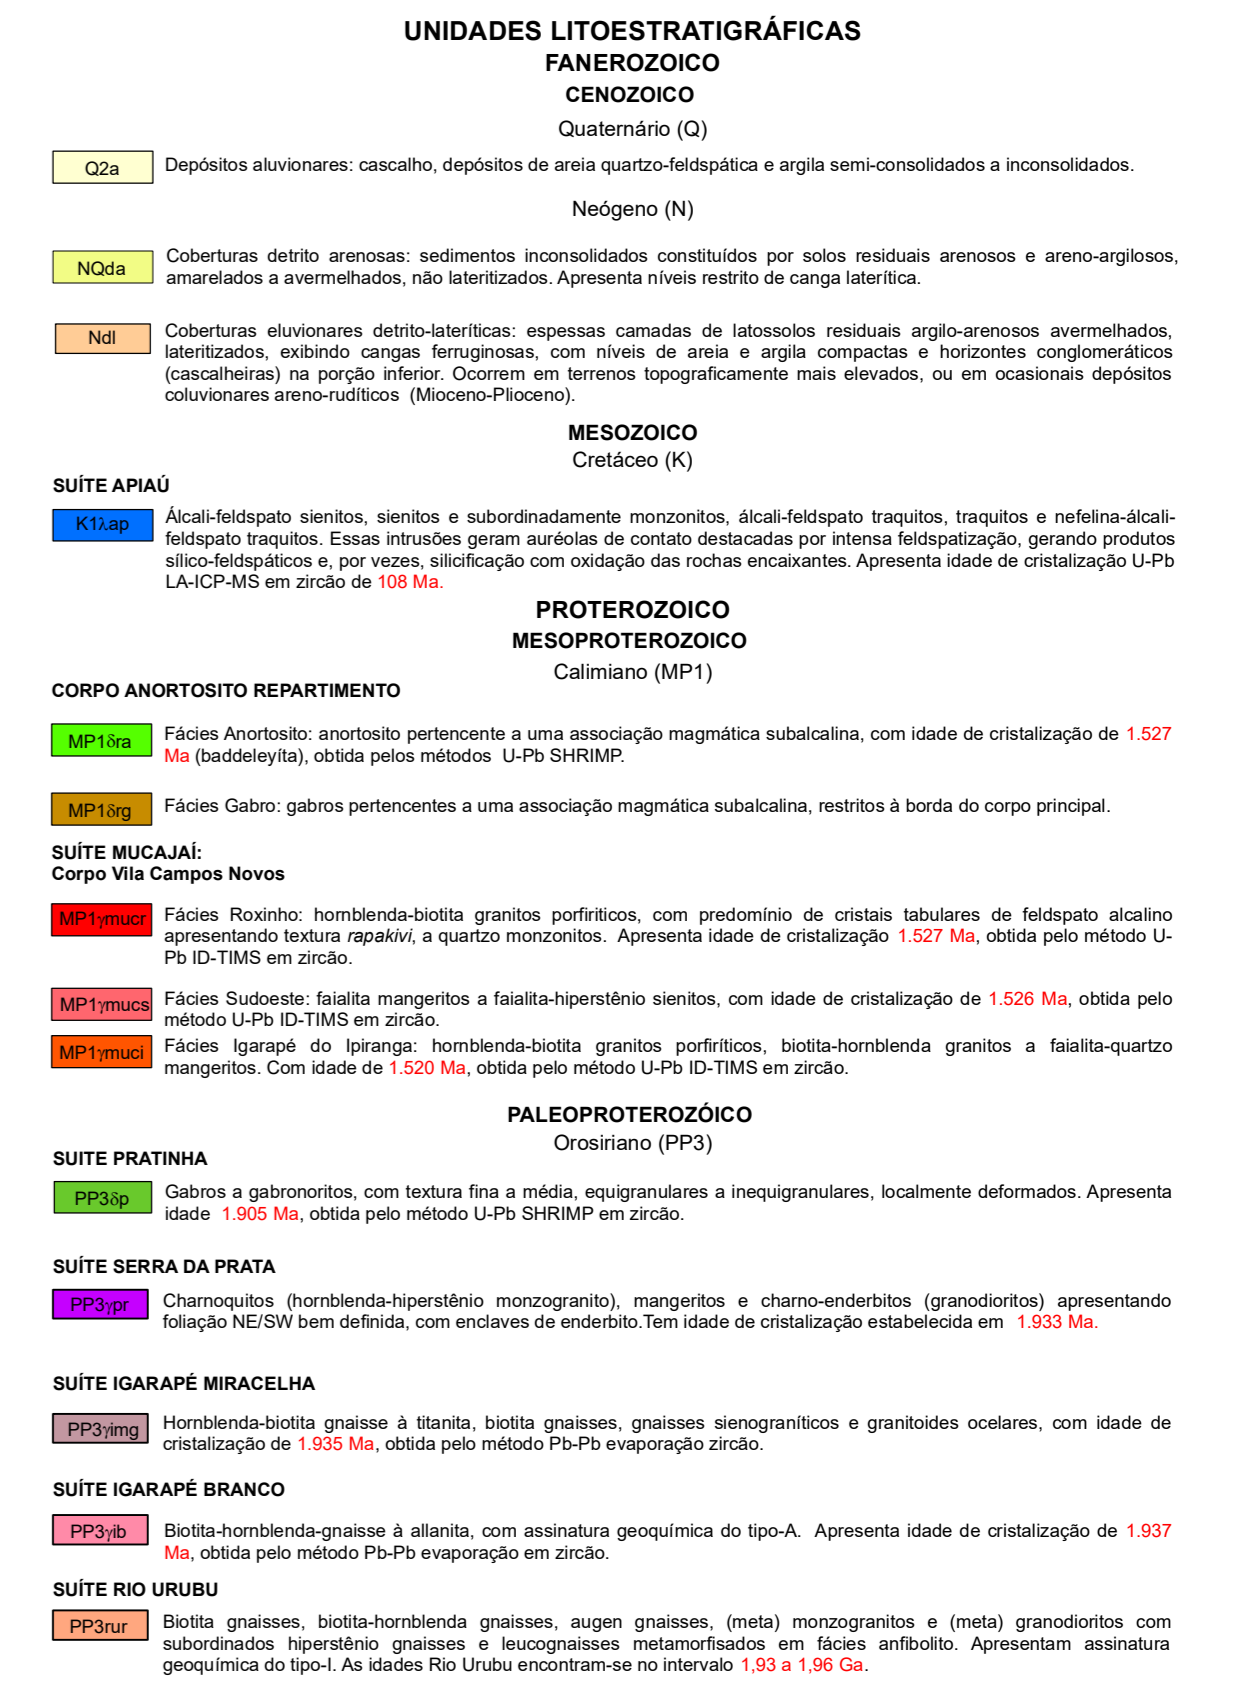 UNIDADES LITOESTRATIGRÁFICAS
FANEROZOICO
CENOZOICO
Quaternário (Q)
Q2a
Depósitos aluvionares: cascalho, depósitos de areia quartzo-feldspática e argila semi-consolidados a inconsolidados.
Neógeno (N)
NQda
Coberturas detrito arenosas: sedimentos inconsolidados constituídos por solos residuais arenosos e areno-argilosos,
amarelados a avermelhados, não lateritizados. Apresenta níveis restrito de canga laterítica.
Ndl
Coberturas eluvionares detrito-lateríticas: espessas camadas de latossolos residuais argilo-arenosos avermelhados,
lateritizados, exibindo cangas ferruginosas, com níveis de areia e argila compactas e horizontes conglomeráticos
(cascalheiras) na porção inferior. Ocorrem em terrenos topograficamente mais elevados, ou em ocasionais depósitos
coluvionares areno-rudíticos (Mioceno-Plioceno).
MESOZOICO
Cretáceo (K)
SUÍTE APIAÚ
K1λap
Álcali-feldspato sienitos, sienitos e subordinadamente monzonitos, álcali-feldspato traquitos, traquitos e nefelina-álcali-
feldspato traquitos. Essas intrusões geram auréolas de contato destacadas por intensa feldspatização, gerando produtos
sílico-feldspáticos e, por vezes, silicificação com oxidação das rochas encaixantes. Apresenta idade de cristalização U-Pb
LA-ICP-MS em zircão de 108 Ma.
PROTEROZOICO
MESOPROTEROZOICO
Calimiano (MP1)
CORPO ANORTOSITO REPARTIMENTO
MP1δra
Fácies Anortosito: anortosito pertencente a uma associação magmática subalcalina, com idade de cristalização de 1.527
Ma (baddeleyíta), obtida pelos métodos U-Pb SHRIMP.
MP1δrg
Fácies Gabro: gabros pertencentes a uma associação magmática subalcalina, restritos à borda do corpo principal.
SUÍTE MUCAJAÍ:
Corpo Vila Campos Novos
MP1γmucr
Fácies Roxinho: hornblenda-biotita granitos porfiriticos, com predomínio de cristais tabulares de feldspato alcalino
apresentando textura rapakivi, a quartzo monzonitos. Apresenta idade de cristalização 1.527 Ma, obtida pelo método U-
Pb ID-TIMS em zircão.
MP1γmucs
Fácies Sudoeste: faialita mangeritos a faialita-hiperstênio sienitos, com idade de cristalização de 1.526 Ma, obtida pelo
método U-Pb ID-TIMS em zircão.
MP1γmuci
Fácies Igarapé do Ipiranga: hornblenda-biotita granitos porfiríticos, biotita-hornblenda granitos a faialita-quartzo
mangeritos. Com idade de 1.520 Ma, obtida pelo método U-Pb ID-TIMS em zircão.
PALEOPROTEROZÓICO
Orosiriano (PP3)
SUITE PRATINHA
PP3δp
Gabros a gabronoritos, com textura fina a média, equigranulares a inequigranulares, localmente deformados. Apresenta
idade 1.905 Ma, obtida pelo método U-Pb SHRIMP em zircão.
SUÍTE SERRA DA PRATA
PP3γpr
Charnoquitos (hornblenda-hiperstênio monzogranito), mangeritos e charno-enderbitos (granodioritos) apresentando
foliação NE/SW bem definida, com enclaves de enderbito.Tem idade de cristalização estabelecida em 1.933 Ma.
SUÍTE IGARAPÉ MIRACELHA
PP3γimg
Hornblenda-biotita gnaisse à titanita, biotita gnaisses, gnaisses sienograníticos e granitoides ocelares, com idade de
cristalização de 1.935 Ma, obtida pelo método Pb-Pb evaporação zircão.
SUÍTE IGARAPÉ BRANCO
PP3γib
Biotita-hornblenda-gnaisse à allanita, com assinatura geoquímica do tipo-A. Apresenta idade de cristalização de 1.937
Ma, obtida pelo método Pb-Pb evaporação em zircão.
SUÍTE RIO URUBU
PP3rur
Biotita gnaisses, biotita-hornblenda gnaisses, augen gnaisses, (meta) monzogranitos e (meta) granodioritos com
subordinados hiperstênio gnaisses e leucognaisses metamorfisados em fácies anfibolito. Apresentam assinatura
geoquímica do tipo-I. As idades Rio Urubu encontram-se no intervalo 1,93 a 1,96 Ga.